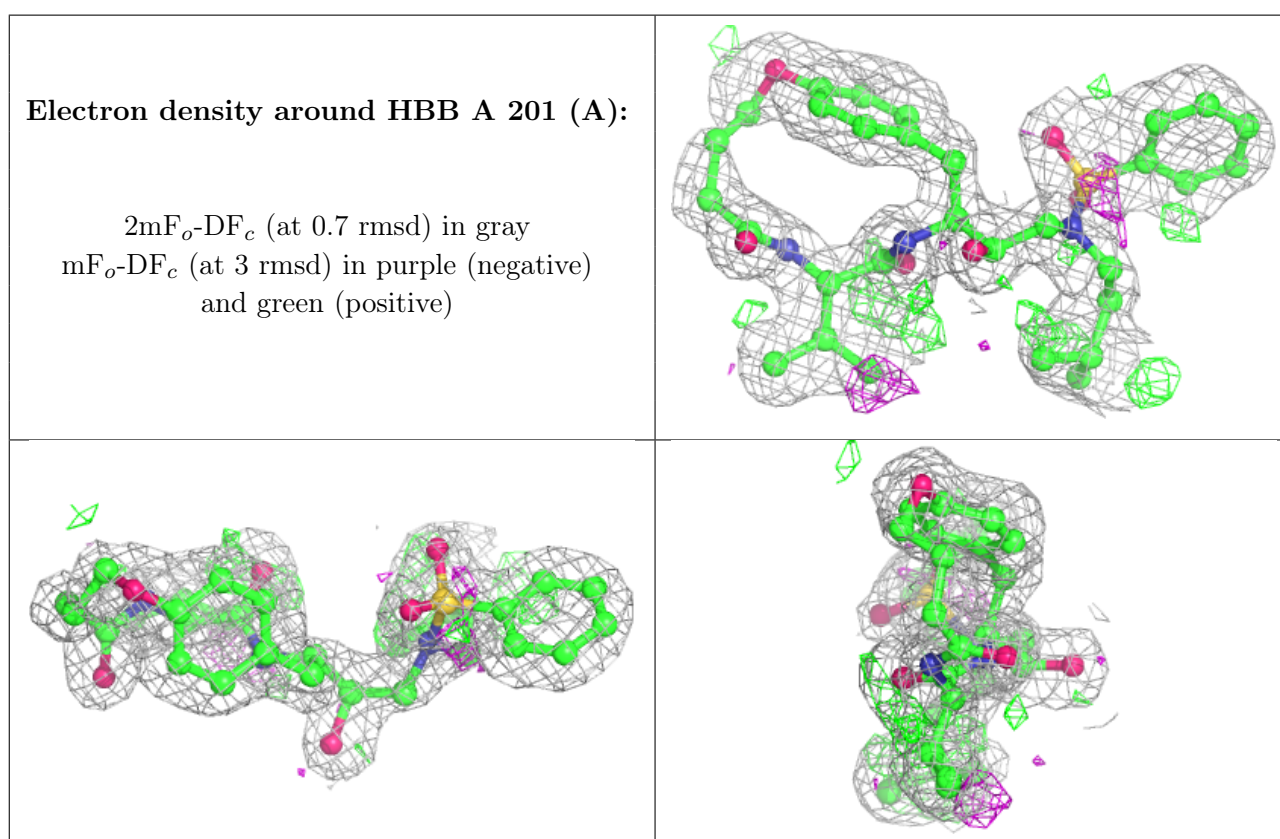 Electron density around HBB A 201 (A):
2mFo-DFc (at 0.7 rmsd) in gray
mFo-DFc (at 3 rmsd) in purple (negative)
and green (positive)